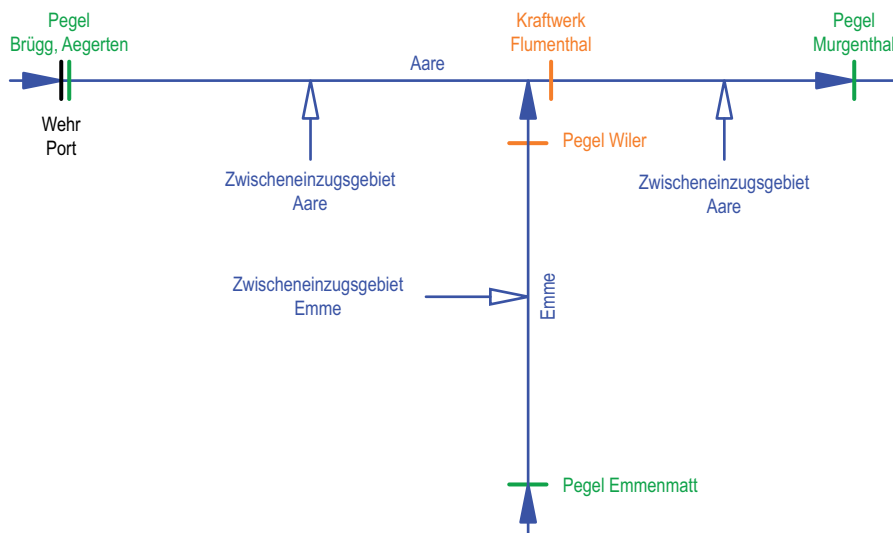 Pegel
Brügg, Aegerten
Kraftwerk
Flumenthal
Pegel
Murgenthal
Aare
Wehr
Port
Pegel Wiler
Zwischeneinzugsgebiet
Aare
Zwischeneinzugsgebiet
Aare
Zwischeneinzugsgebiet
Emme
Emme
Pegel Emmenmatt